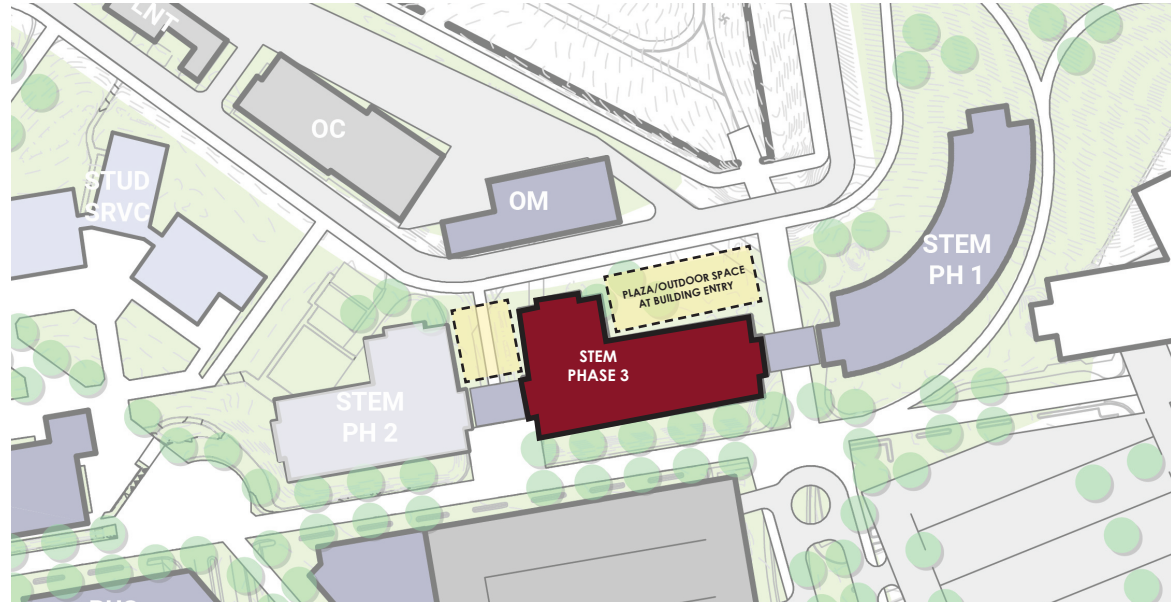 LNT
OC
STUD
SRVC
OM
STEM
PH 1
PLAZA/OUTDOOR SPACE
AT BUILDING ENTRY
STEM
PHASE 3
STEM
PH 2